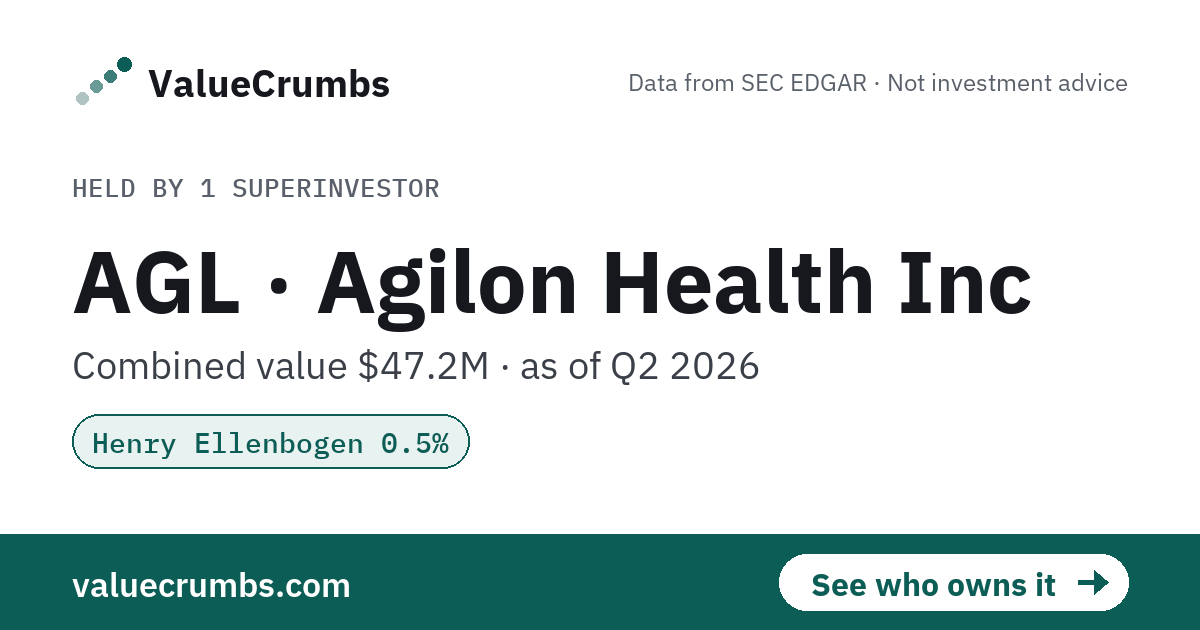 ValueCrumbs
Data from SEC EDGAR · Not investment advice
HELD BY 1 SUPERINVESTOR
AGL · Agilon Health Inc
Combined value $47.2M · as of Q2 2026
Henry Ellenbogen 0.5%
valuecrumbs.com
See who owns it →